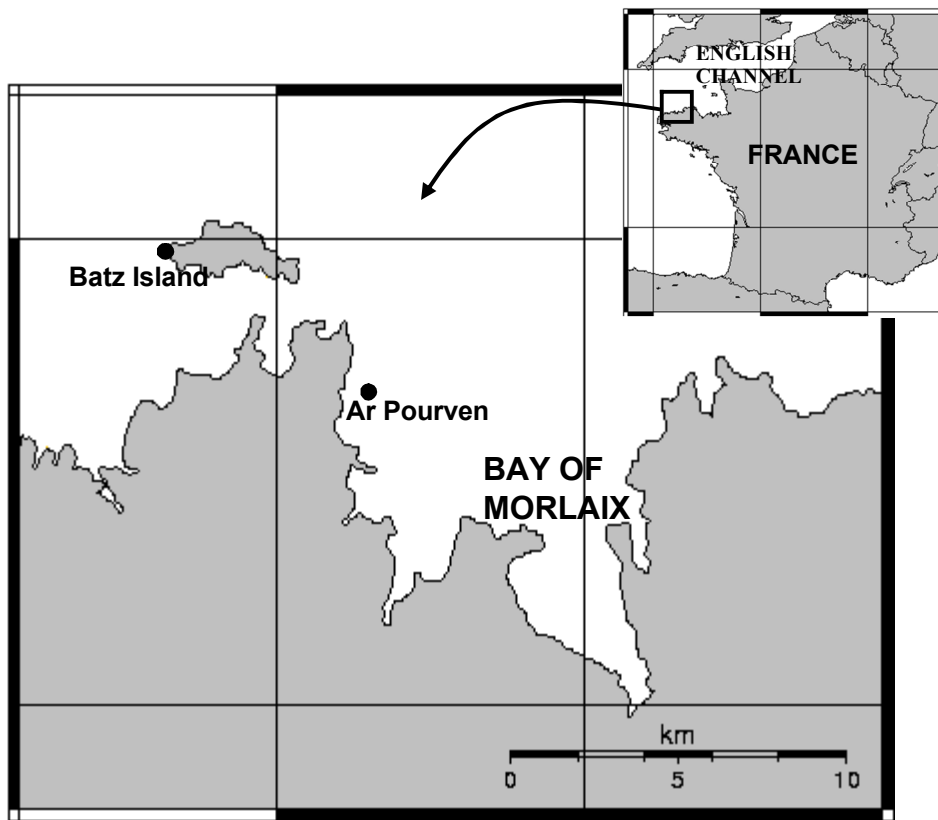 ENGLISH
CHANNEL
FRANCE
Batz Island
Ar Pourven
BAY OF
MORLAIX
km
0 5 10